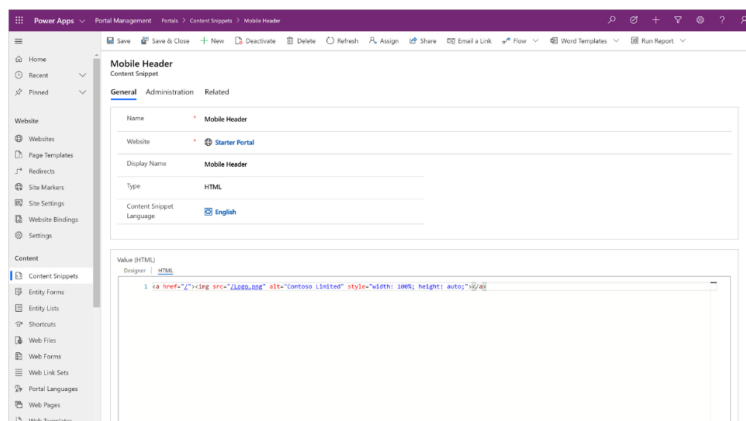 Power Apps Portal Management Portals > Content Snippets > Mobile Header ?
Save Save & Close New Deactivate Delete Refresh Assign Share Email a Link Flow Word Templates Run Report
Home
Recent
Pinned
Website
Websites
Page Templates
Redirects
Site Markers
Site Settings
Website Bindings
Settings
Content
Content Snippets
Entity Forms
Entity Lists
Shortcuts
Web Files
Web Forms
Web Link Sets
Portal Languages
Web Pages
Web Templates
Mobile Header
Content Snippet
General Administration Related
Name * Mobile Header
Website * Starter Portal
Display Name Mobile Header
Type HTML
Content Snippet Language English
Value (HTML)
Designer | HTML
1 <a href="/"><img src="/Logo.png" alt="Contoso Limited" style="width: 100%; height: auto;"></a>